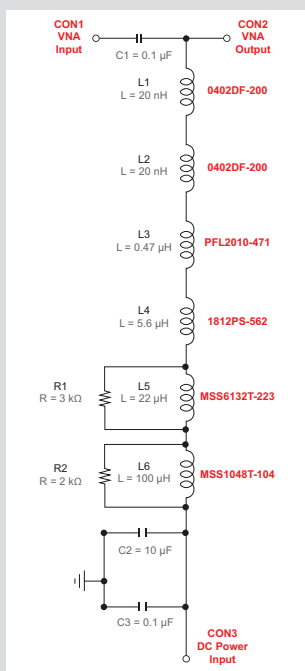 CON1
VNA
Input
CON2
VNA
Output
C1 = 0.1 µF
L1
L = 20 nH
0402DF-200
L2
L = 20nH
0402DF-200
L3
L = 0.47 µH
PFL2010-471
L4
L = 5.6 µH
1812PS-562
R1
R = 3 kΩ
L5
L = 22 µH
MSS6132T-223
R2
R = 2 kΩ
L6
L = 100 µH
MSS1048T-104
C2 = 10 µF
C3 = 0.1 µF
CON3
DC Power
Input